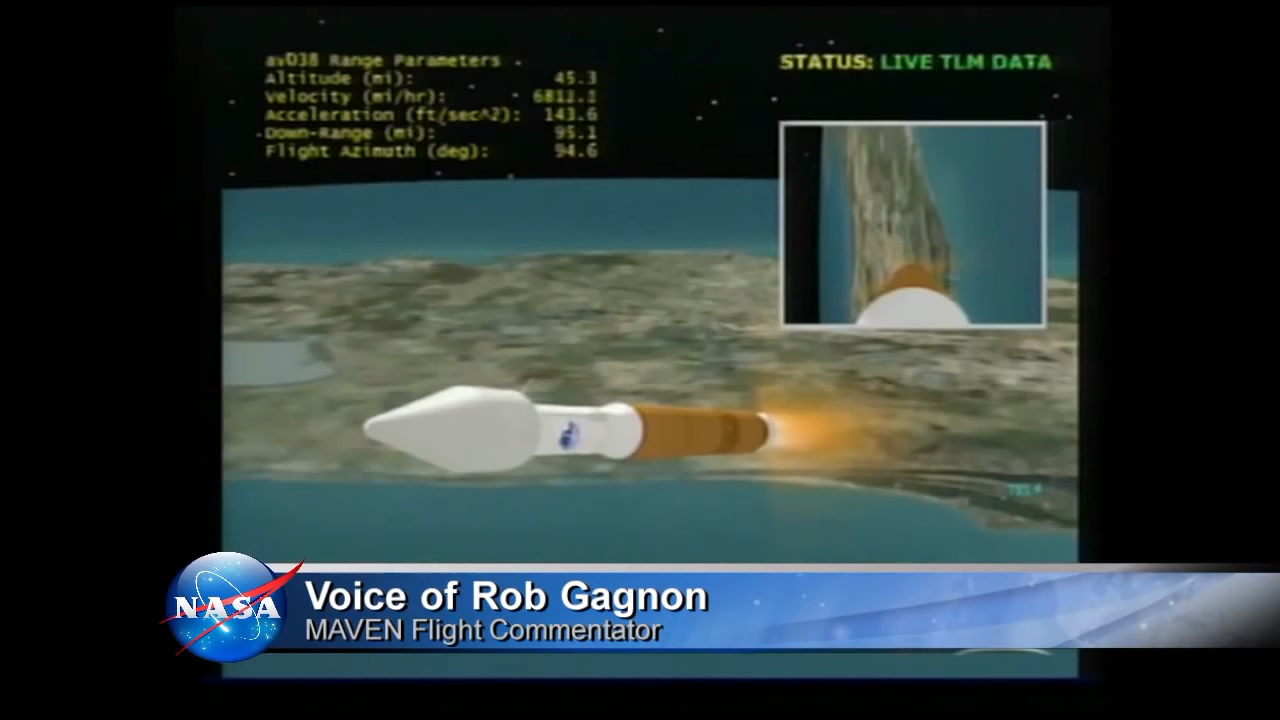 av038 Range Parameters
Altitude (mi): 45.3
Velocity (mi/hr): 6811.1
Acceleration (ft/sec^2): 143.6
Down-Range (mi): 95.1
Flight Azimuth (deg): 94.6
STATUS: LIVE TLM DATA
NASA
Voice of Rob Gagnon
MAVEN Flight Commentator